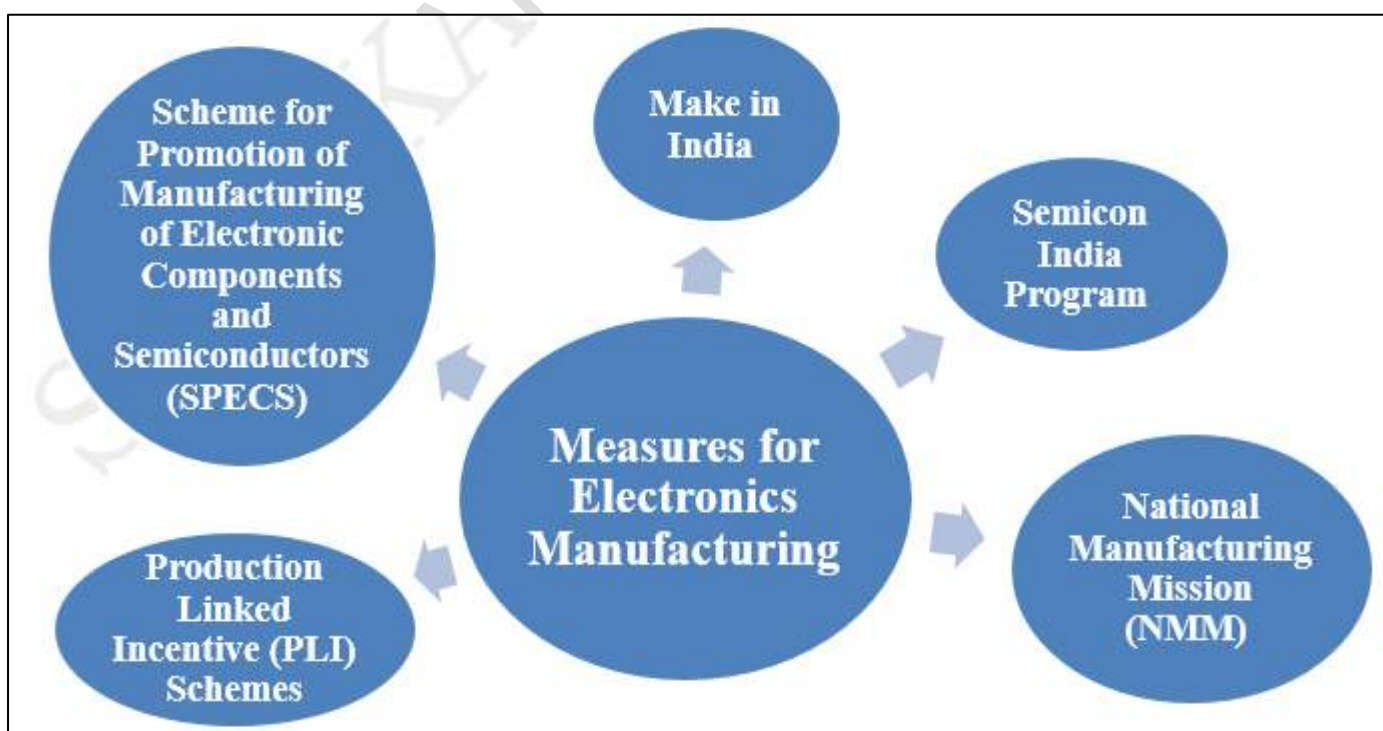 Scheme for
Promotion of
Manufacturing
of Electronic
Components
and
Semiconductors
(SPECS)
Make in
India
Semicon
India
Program
Measures for
Electronics
Manufacturing
National
Manufacturing
Mission
(NMM)
Production
Linked
Incentive (PLI)
Schemes